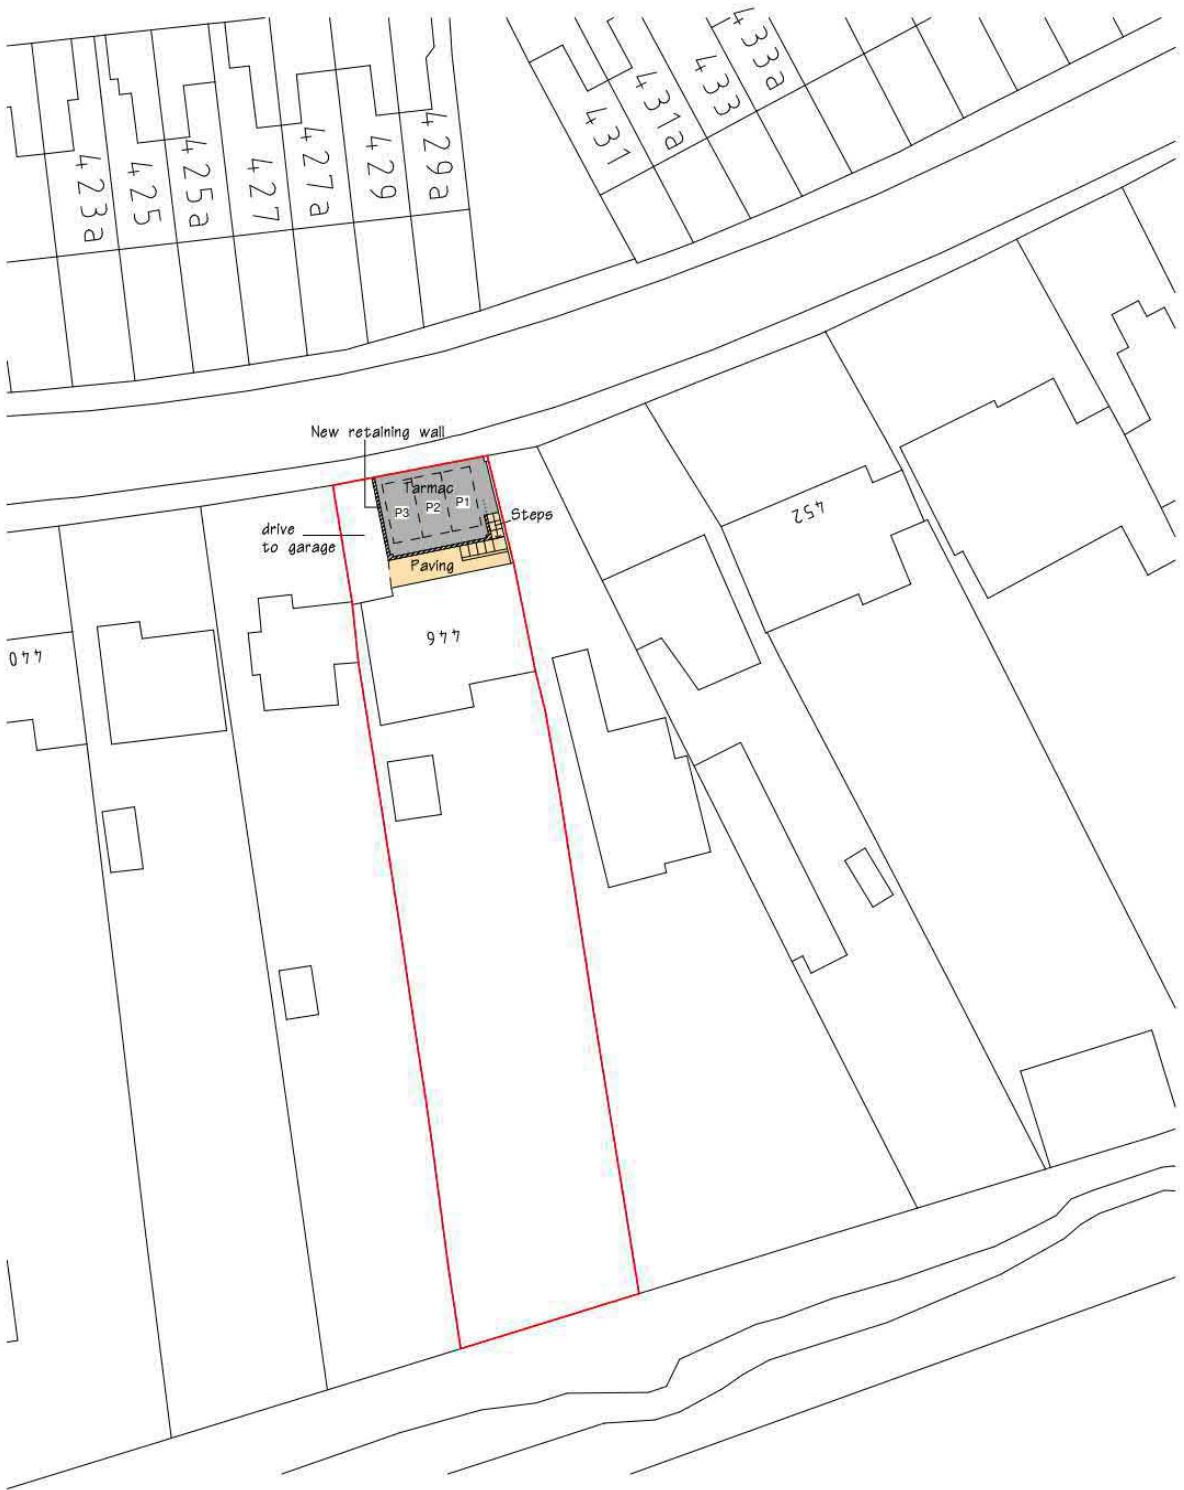 423a
425
425a
427
427a
429
429a
431
431a
433
433a
New retaining wall
Tarmac
P3
P2
P1
Steps
drive
to garage
Paving
446
452
440